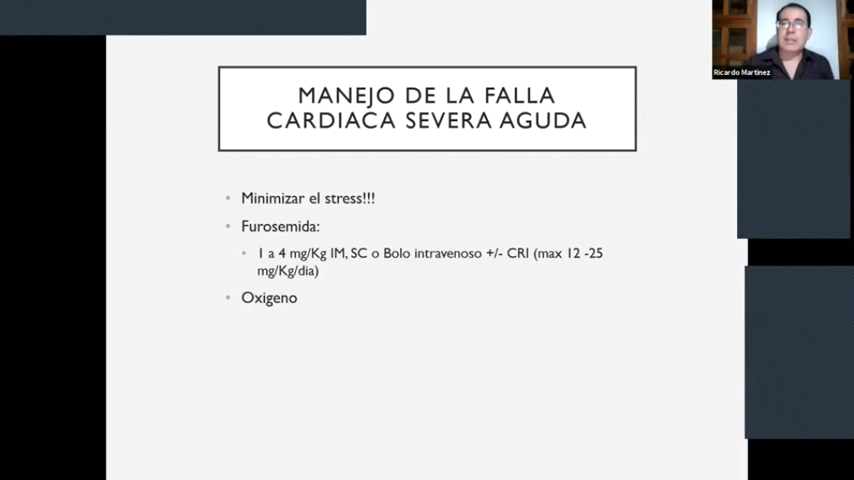 MANEJO DE LA FALLA
CARDIACA SEVERA AGUDA
• Minimizar el stress!!!
• Furosemida:
• 1 a 4 mg/Kg IM, SC o Bolo intravenoso +/- CRI (max 12 -25
mg/Kg/dia)
• Oxigeno
Ricardo Martinez